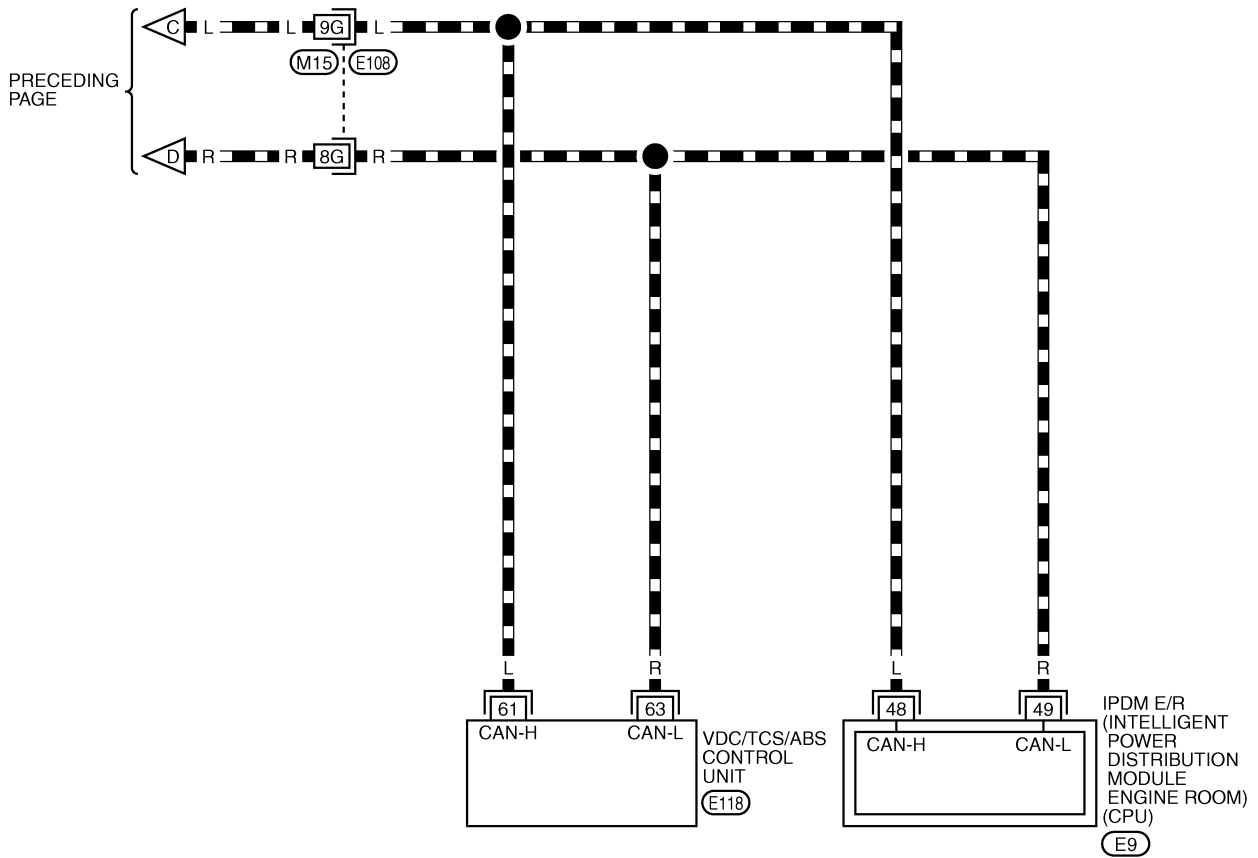 C L L 9G L
M15 E108
PRECEDING
PAGE
D R R 8G R
L R L R
61 63 48 49
CAN-H CAN-L CAN-H CAN-L
VDC/TCS/ABS
CONTROL
UNIT
E118
IPDM E/R
(INTELLIGENT
POWER
DISTRIBUTION
MODULE
ENGINE ROOM)
(CPU)
E9